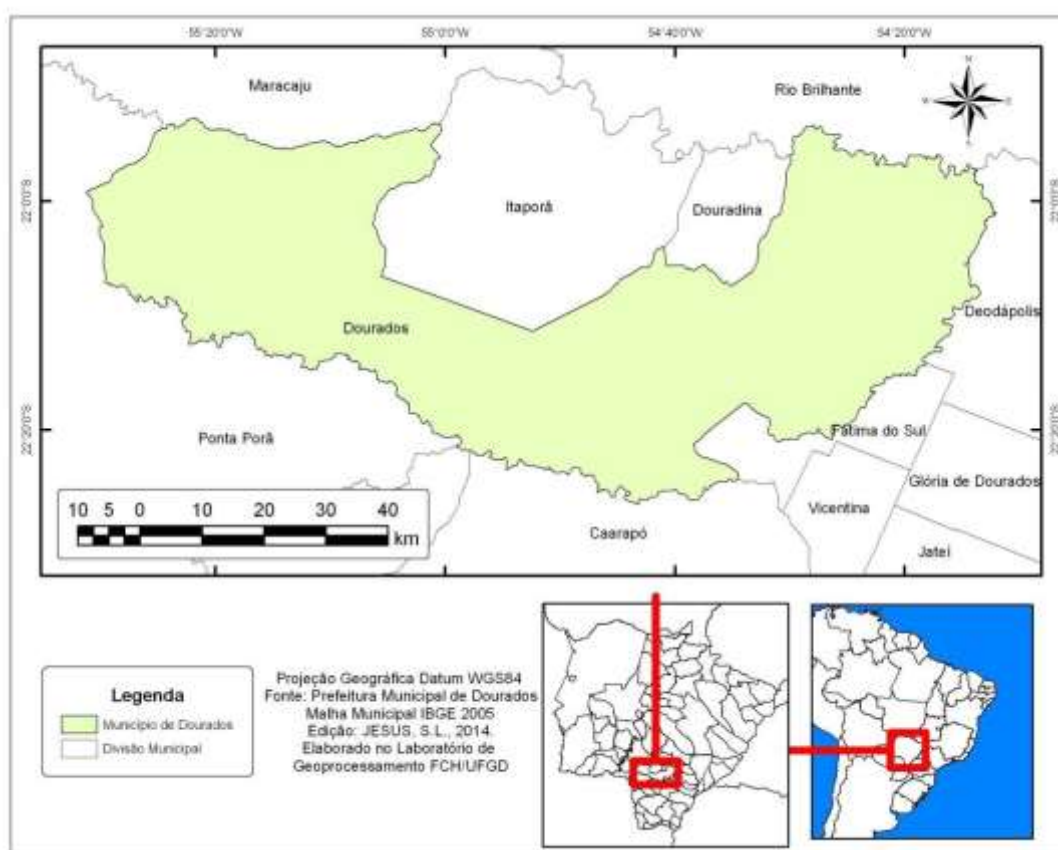 55°20'0"W
55°0'0"W
54°40'0"W
54°20'0"W
Maracaju
Rio Brilhante
N
W
E
S
22°0'0"S
22°0'0"S
Itaporã
Douradina
Deodápolis
Dourados
22°20'0"S
22°20'0"S
Ponta Porã
Fátima do Sul
Glória de Dourados
Vicentina
Caarapó
Jateí
10 5 0 10 20 30 40
km
Legenda
Município de Dourados
Divisão Municipal
Projeção Geográfica Datum WGS84
Fonte: Prefeitura Municipal de Dourados
Malha Municipal IBGE 2005
Edição: JESUS, S.L., 2014.
Elaborado no Laboratório de
Geoprocessamento FCH/UFGD